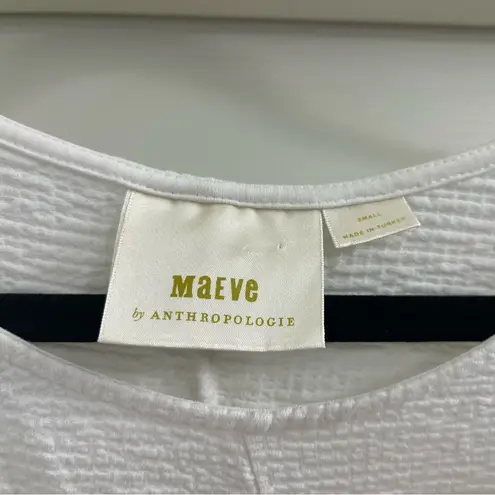 MaEVe
by ANTHROPOLOGIE
SMALL
MADE IN TURKEY